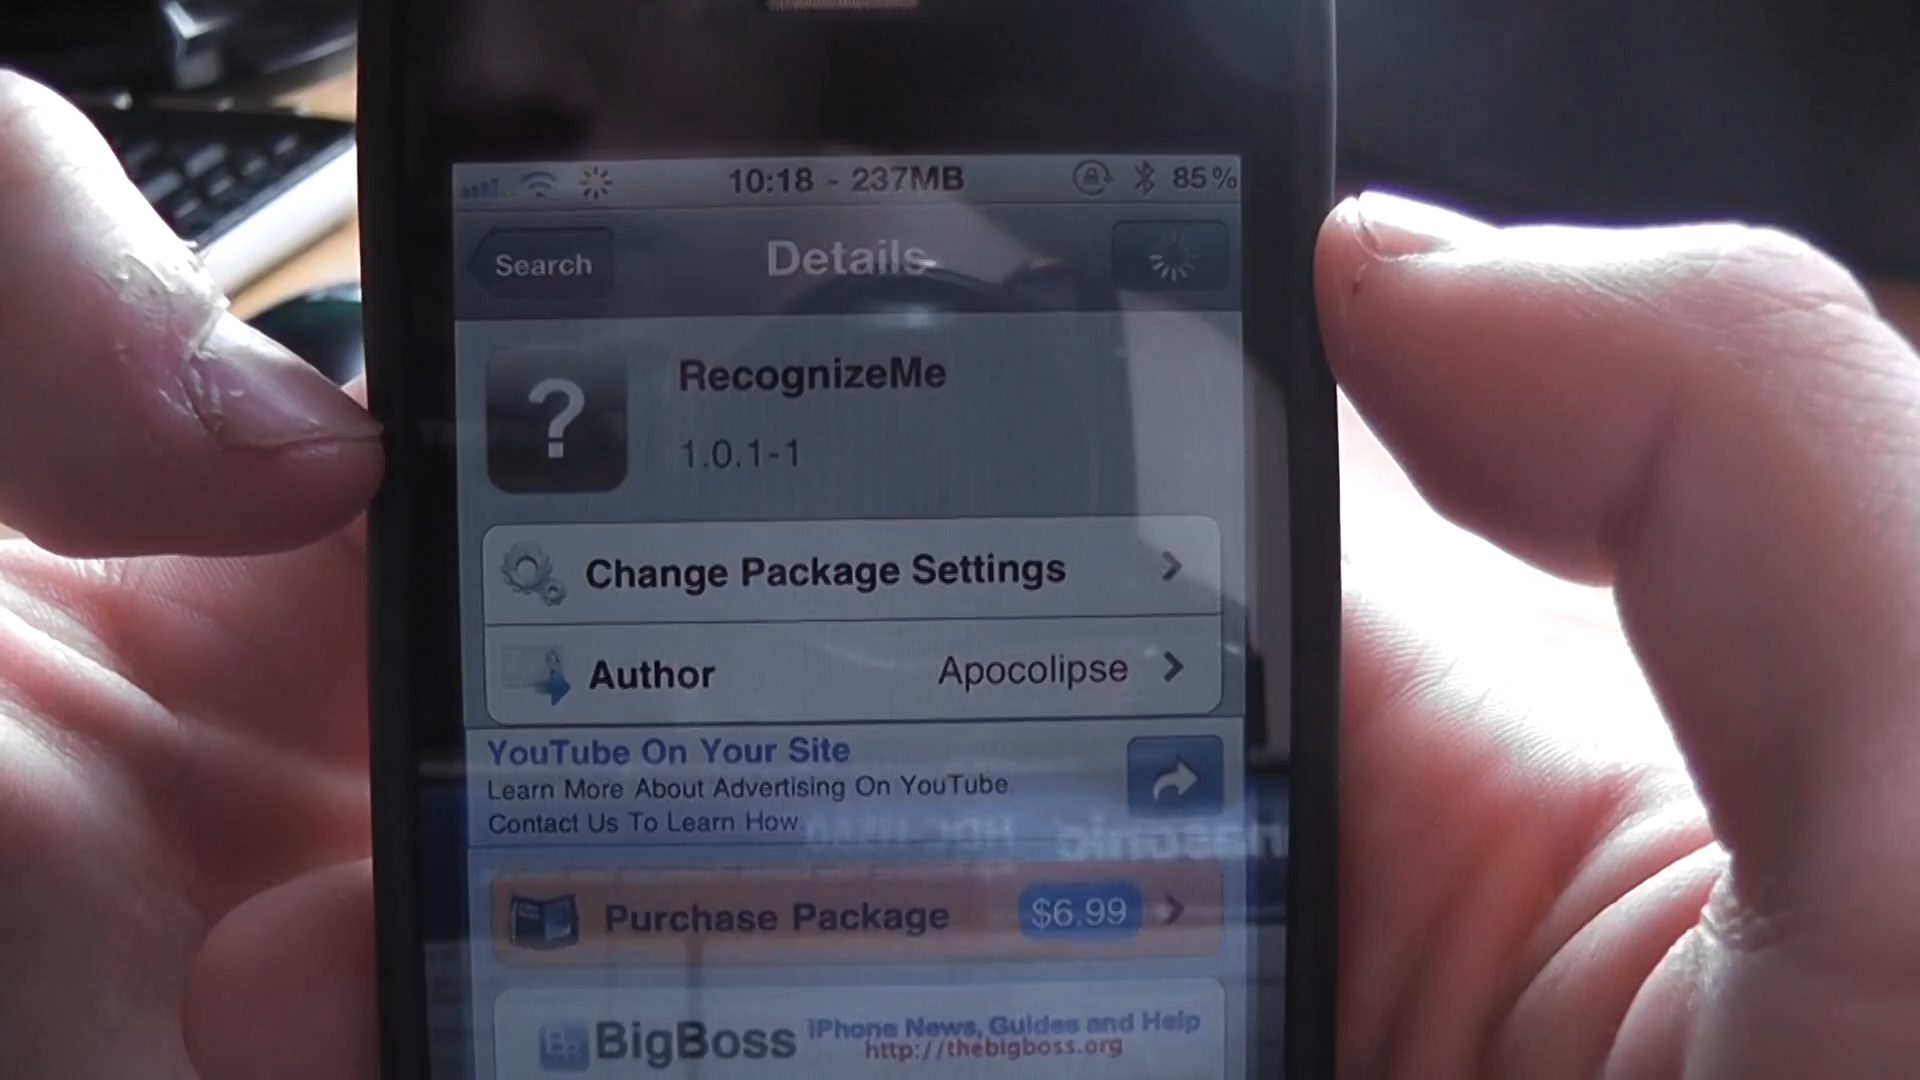 10:18 - 237MB 85%
Search Details
?
RecognizeMe
1.0.1-1
Change Package Settings
Author Apocolipse
YouTube On Your Site
Learn More About Advertising On YouTube
Contact Us To Learn How
Purchase Package $6.99
BigBoss iPhone News, Guides and Help
http://thebigboss.org